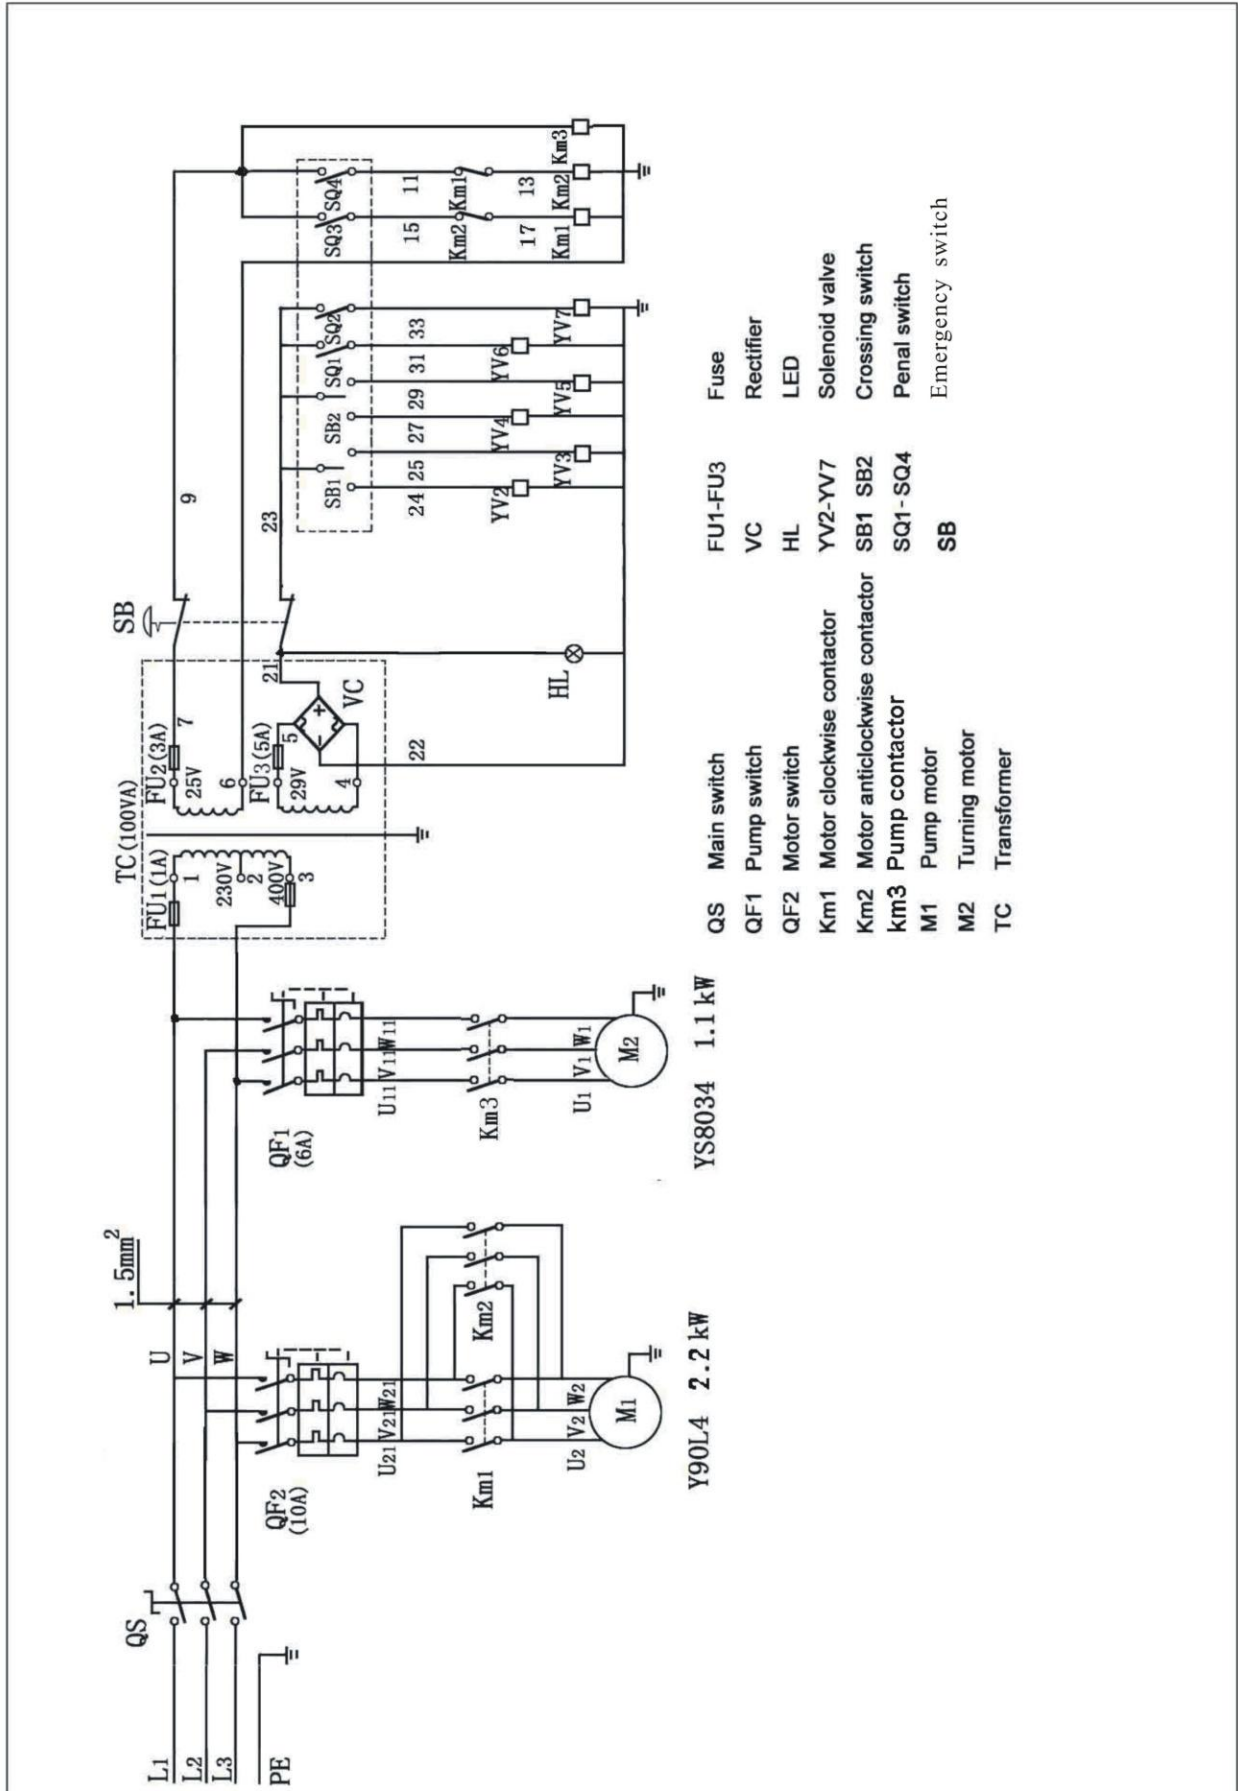 L1
L2
L3
PE
QS
U
V
W
1.5mm2
QF2
(10A)
U21
V21
W21
Km1
Km2
U2
V2
W2
M1
Y90L4 2.2kW
QF1
(6A)
U11
V11
W11
Km3
U1
V1
W1
M2
YS8034 1.1kW
TC(100VA)
FU1(1A)
1
230V
2
400V
3
FU2(3A)
7
25V
6
FU3(5A)
5
29V
4
VC
+
-
21
22
HL
SB
9
23
SB1
SB2
SQ1
SQ2
SQ3
SQ4
24
25
27
29
31
33
15
11
YV2
YV3
YV4
YV5
YV6
YV7
Km2
Km1
17
13
Km1
Km2
Km3
QS Main switch
QF1 Pump switch
QF2 Motor switch
Km1 Motor clockwise contactor
Km2 Motor anticlockwise contactor
km3 Pump contactor
M1 Pump motor
M2 Turning motor
TC Transformer
FU1-FU3 Fuse
VC Rectifier
HL LED
YV2-YV7 Solenoid valve
SB1 SB2 Crossing switch
SQ1-SQ4 Penal switch
SB Emergency switch